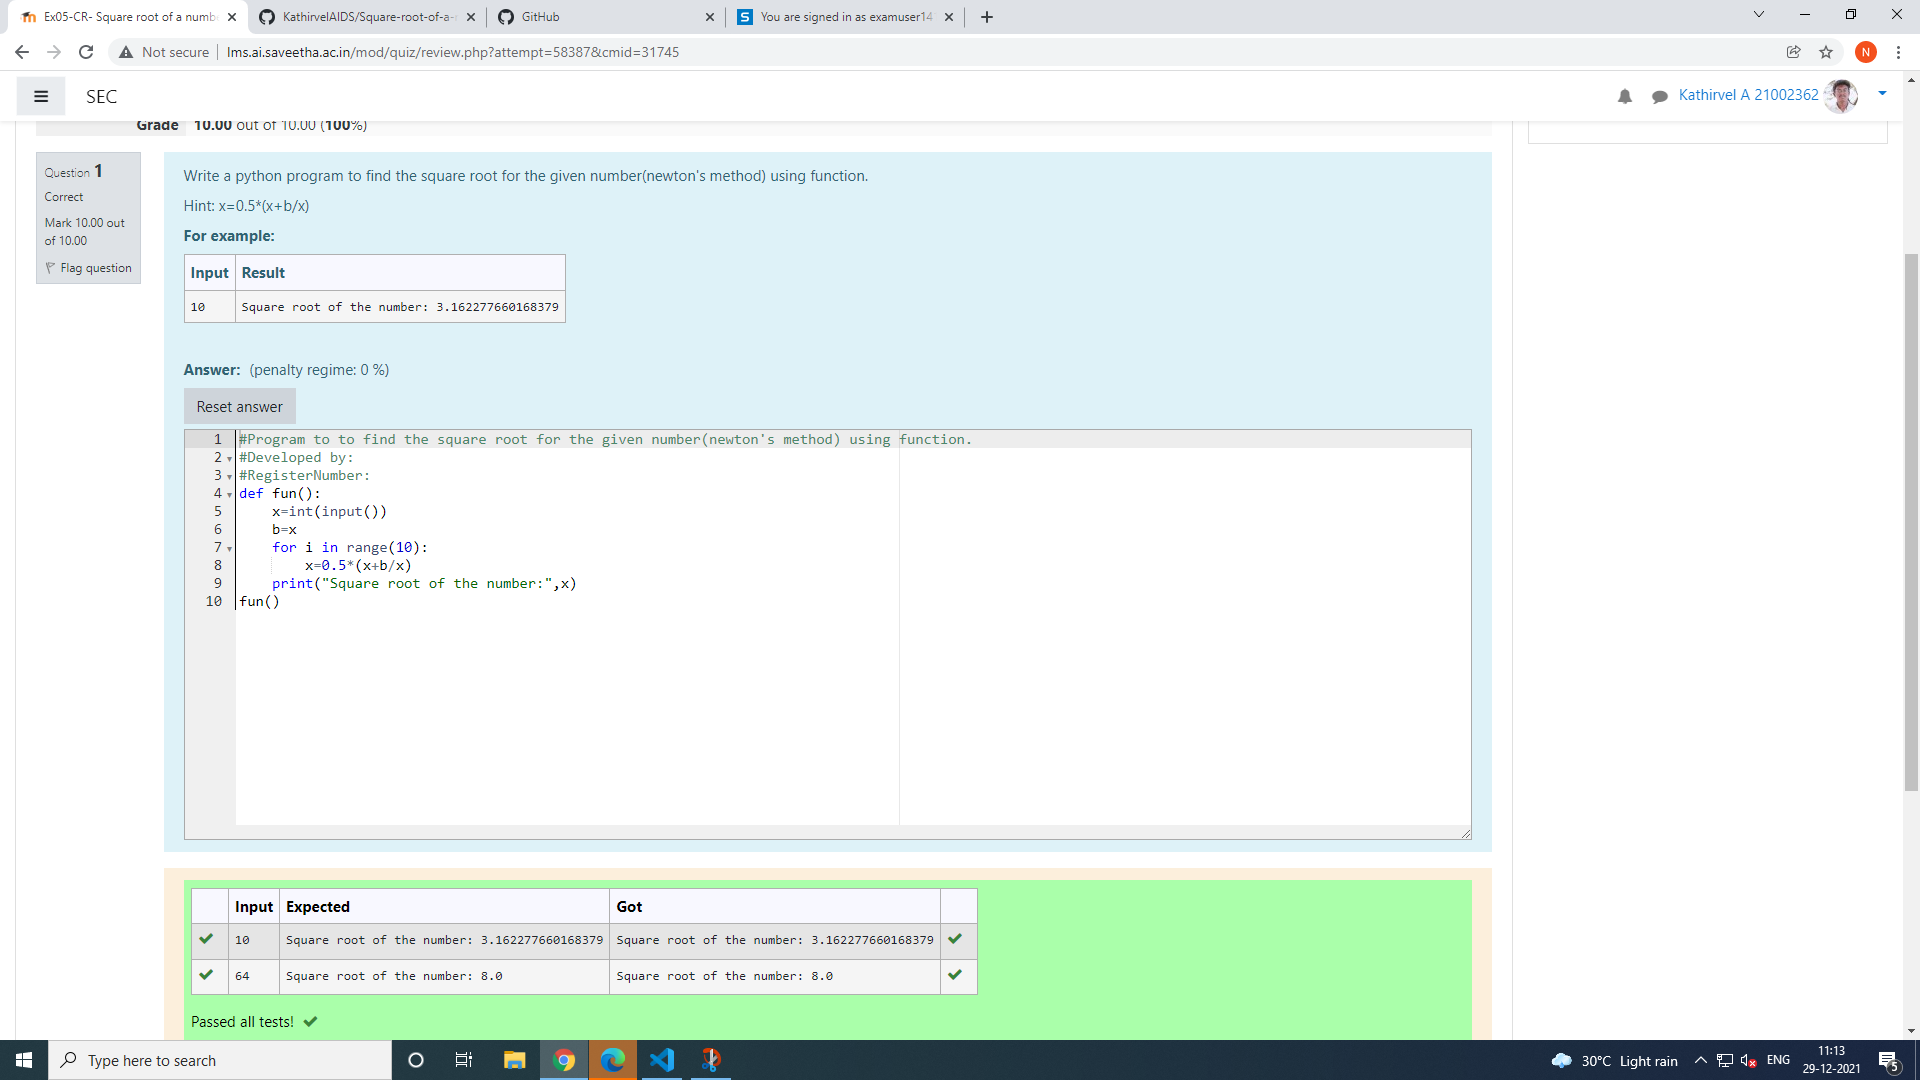 Ex05-CR- Square root of a numb
KathirvelAIDS/Square-root-of-a-
GitHub
You are signed in as examuser14
Not secure
lms.ai.saveetha.ac.in/mod/quiz/review.php?attempt=58387&cmid=31745
N
SEC
Kathirvel A 21002362
Grade 10.00 out of 10.00 (100%)
Question 1
Correct
Mark 10.00 out
of 10.00
Flag question
Write a python program to find the square root for the given number(newton's method) using function.
Hint: x=0.5*(x+b/x)
For example:
Input Result
10 Square root of the number: 3.162277660168379
Answer: (penalty regime: 0 %)
Reset answer
1 #Program to to find the square root for the given number(newton's method) using function.
2 #Developed by:
3 #RegisterNumber:
4 def fun():
5     x=int(input())
6     b=x
7     for i in range(10):
8         x=0.5*(x+b/x)
9     print("Square root of the number:",x)
10 fun()
Input Expected Got
10 Square root of the number: 3.162277660168379 Square root of the number: 3.162277660168379
64 Square root of the number: 8.0 Square root of the number: 8.0
Passed all tests!
Type here to search
30°C Light rain
ENG
11:13
29-12-2021
5